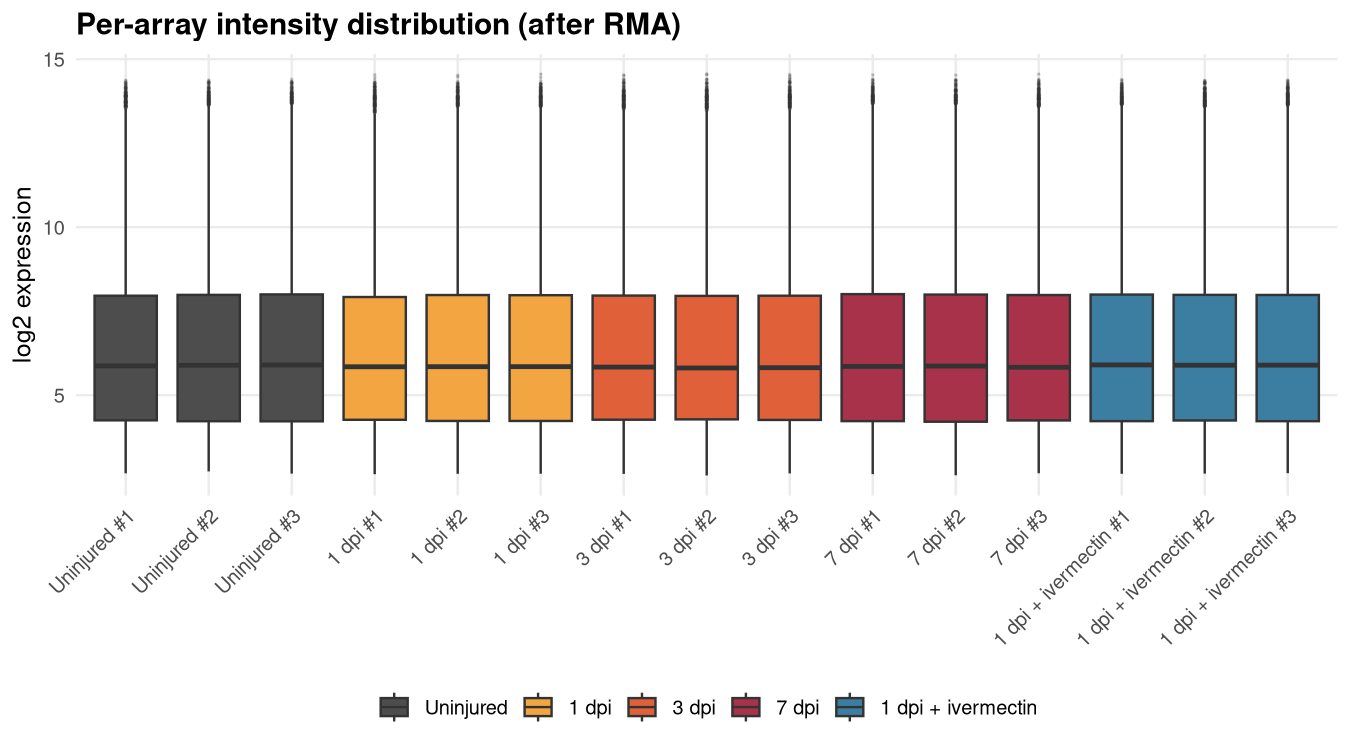 Per-array intensity distribution (after RMA)
log2 expression
15
10
5
Uninjured #1
Uninjured #2
Uninjured #3
1 dpi #1
1 dpi #2
1 dpi #3
3 dpi #1
3 dpi #2
3 dpi #3
7 dpi #1
7 dpi #2
7 dpi #3
1 dpi + ivermectin #1
1 dpi + ivermectin #2
1 dpi + ivermectin #3
Uninjured 1 dpi 3 dpi 7 dpi 1 dpi + ivermectin